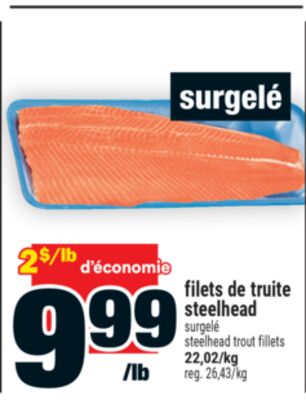 surgelé
2$/lb d'économie
9.99
/lb
filets de truite
steelhead
surgelé
steelhead trout fillets
22,02/kg
reg. 26,43/kg